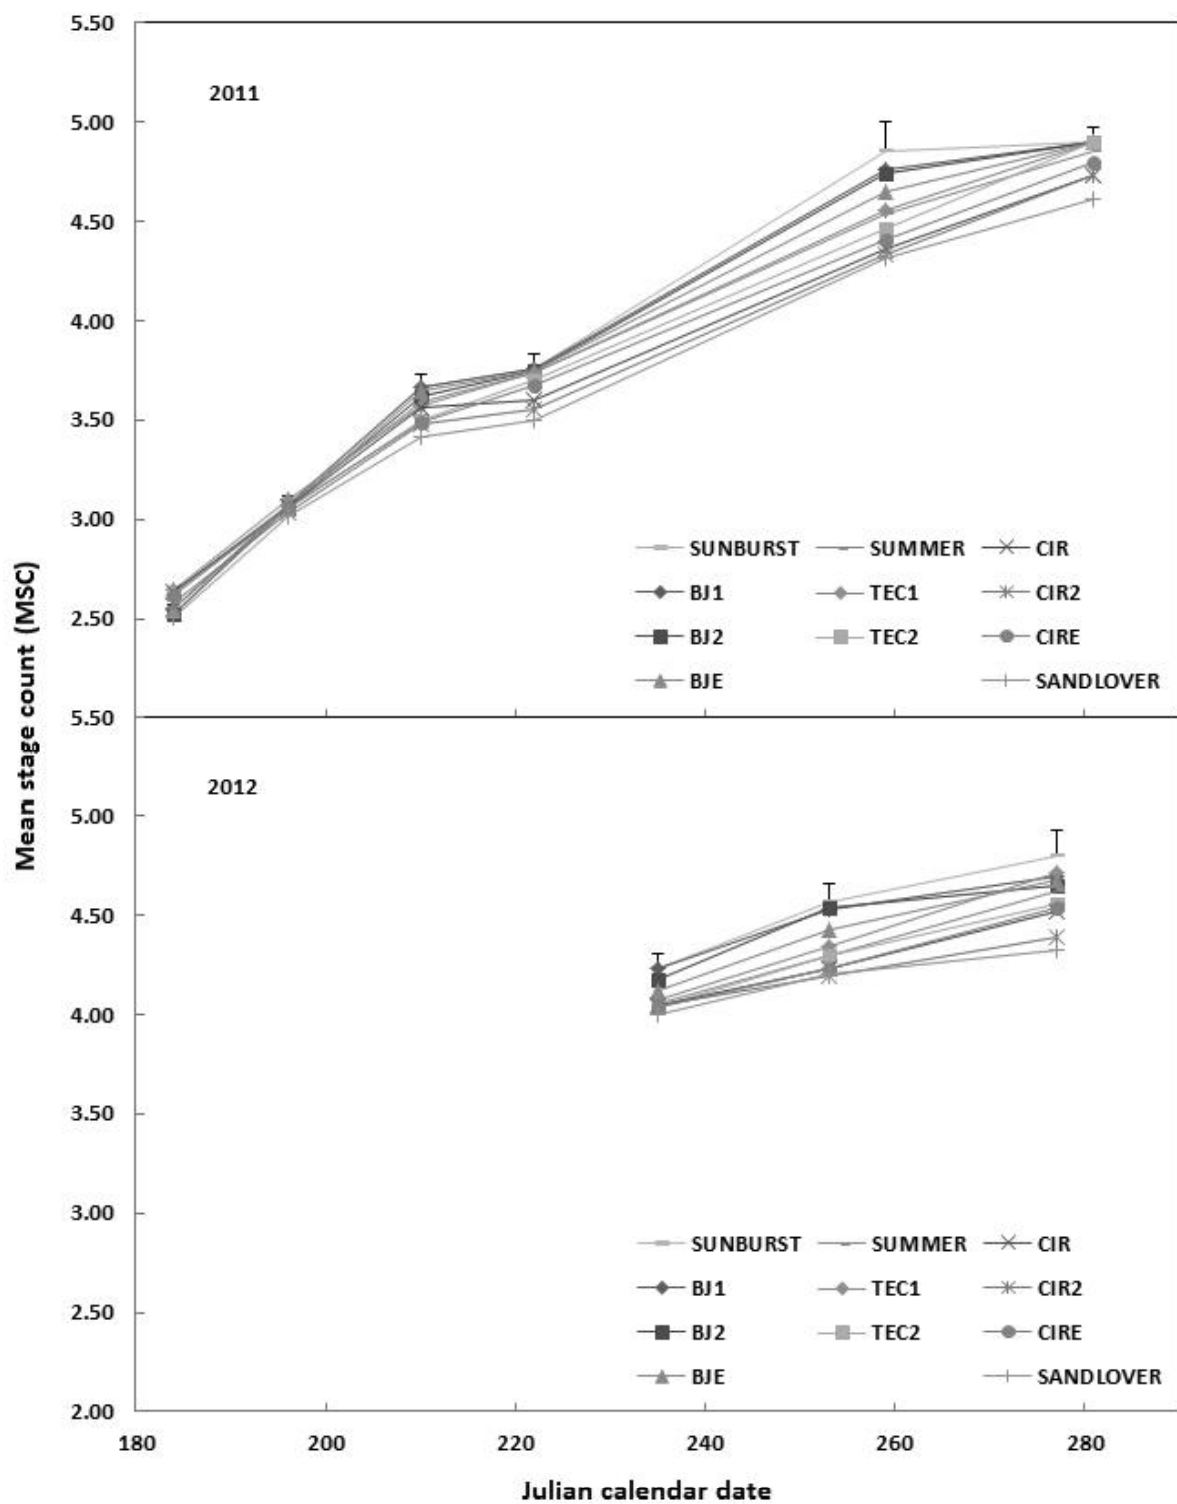 5.50
2011
5.00
4.50
4.00
3.50
3.00
2.50
SUNBURST SUMMER CIR
BJ1 TEC1 CIR2
BJ2 TEC2 CIRE
BJE SANDLOVER
Mean stage count (MSC)
5.50
2012
5.00
4.50
4.00
3.50
3.00
2.50
2.00
SUNBURST SUMMER CIR
BJ1 TEC1 CIR2
BJ2 TEC2 CIRE
BJE SANDLOVER
180 200 220 240 260 280
Julian calendar date